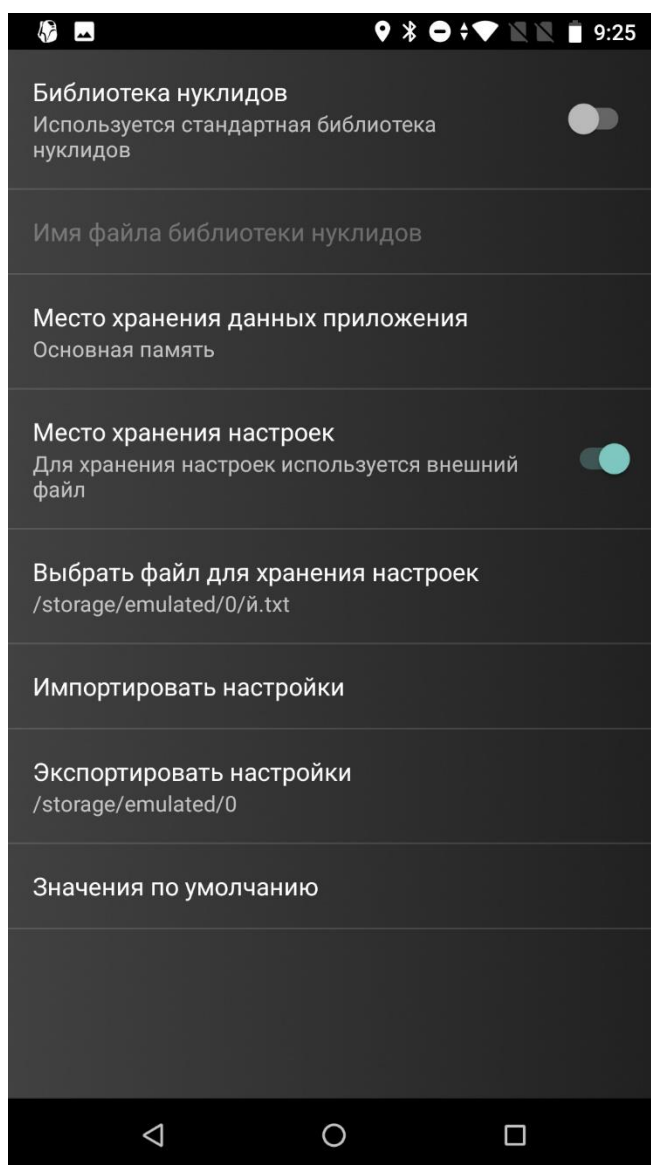 9:25
Библиотека нуклидов
Используется стандартная библиотека
нуклидов
Имя файла библиотеки нуклидов
Место хранения данных приложения
Основная память
Место хранения настроек
Для хранения настроек используется внешний
файл
Выбрать файл для хранения настроек
/storage/emulated/0/й.txt
Импортировать настройки
Экспортировать настройки
/storage/emulated/0
Значения по умолчанию